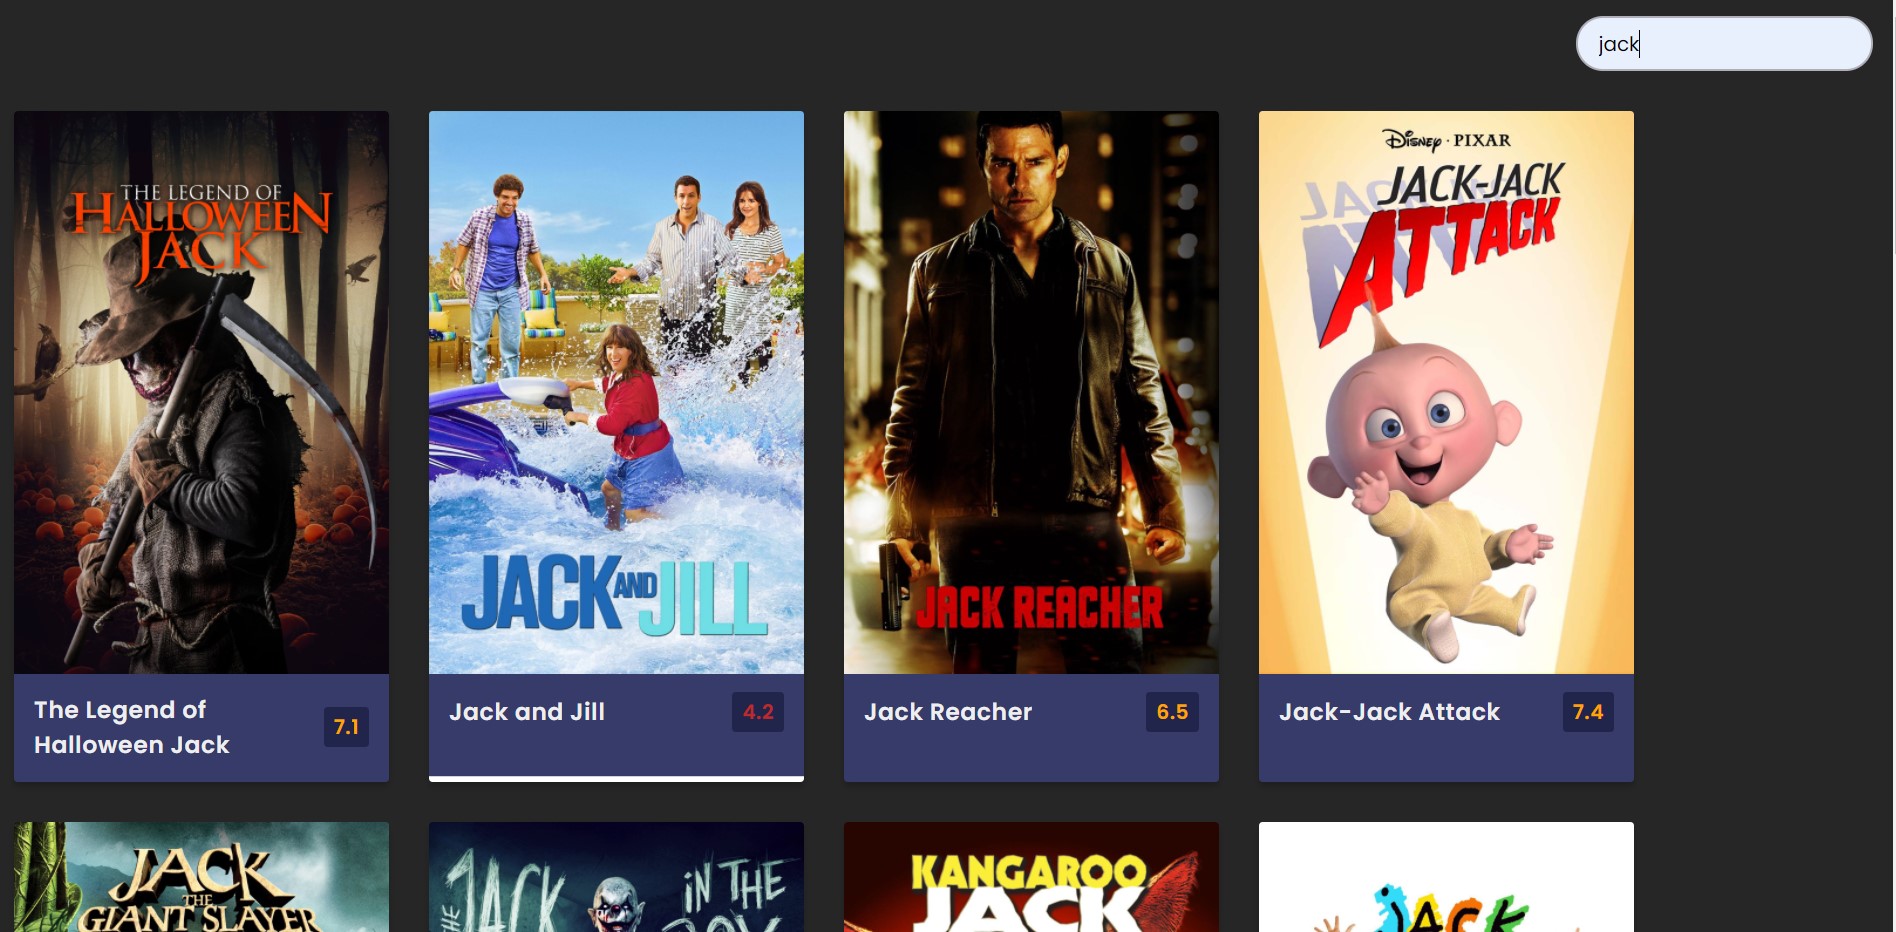 jack
THE LEGEND OF
HALLOWEEN
JACK
The Legend of
Halloween Jack
7.1
JACK AND JILL
Jack and Jill
4.2
JACK REACHER
Jack Reacher
6.5
DISNEY · PIXAR
JACK-JACK
ATTACK
Jack-Jack Attack
7.4
JACK
THE
GIANT SLAYER
THE
JACK
IN THE
BOX
KANGAROO
JACK
JACK